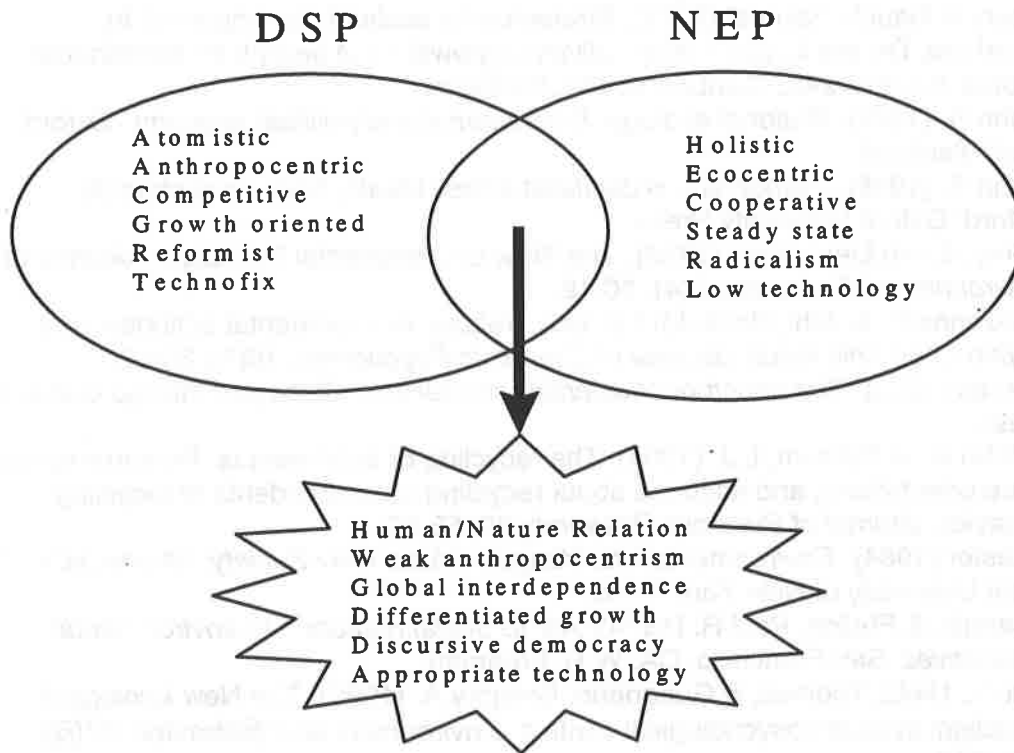 DSP
NEP
Atomistic
Anthropocentric
Competitive
Growth oriented
Reformist
Technofix
Holistic
Ecocentric
Cooperative
Steady state
Radicalism
Low technology
Human/Nature Relation
Weak anthropocentrism
Global interdependence
Differentiated growth
Discursive democracy
Appropriate technology